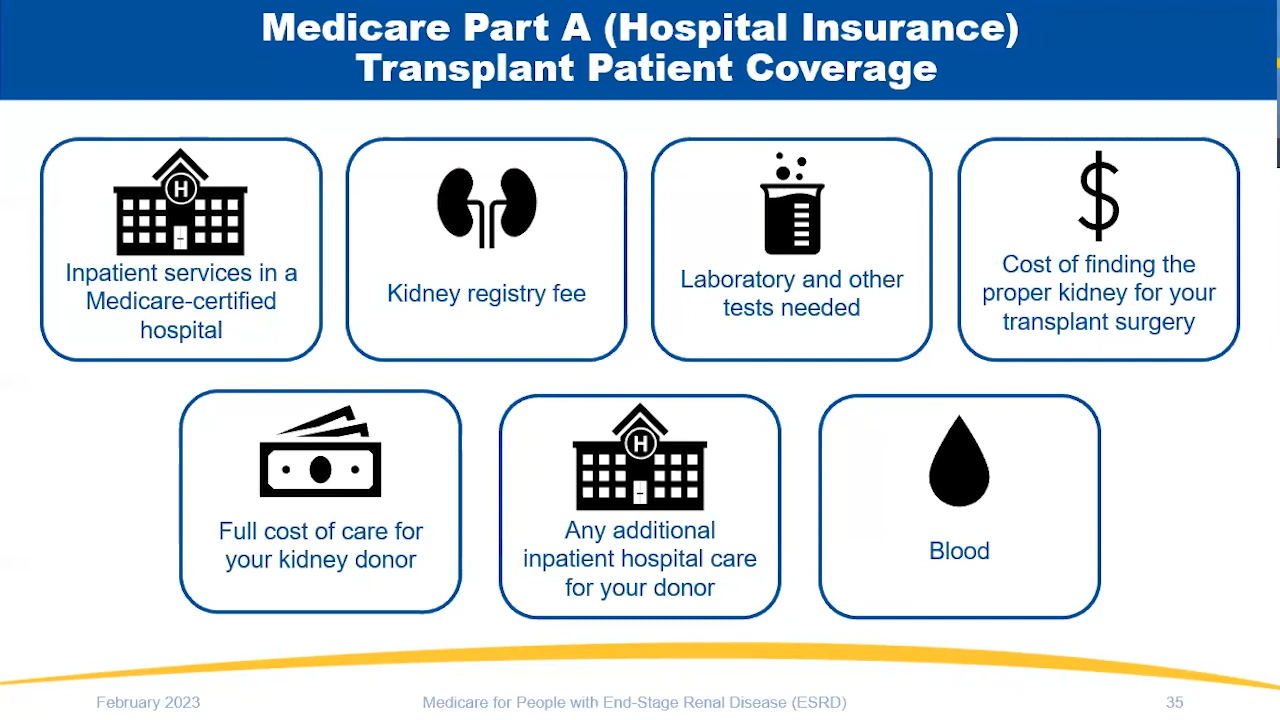 Medicare Part A (Hospital Insurance)
Transplant Patient Coverage
H
Inpatient services in a
Medicare-certified
hospital
Kidney registry fee
Laboratory and other
tests needed
$
Cost of finding the
proper kidney for your
transplant surgery
Full cost of care for
your kidney donor
H
Any additional
inpatient hospital care
for your donor
Blood
February 2023
Medicare for People with End-Stage Renal Disease (ESRD)
35